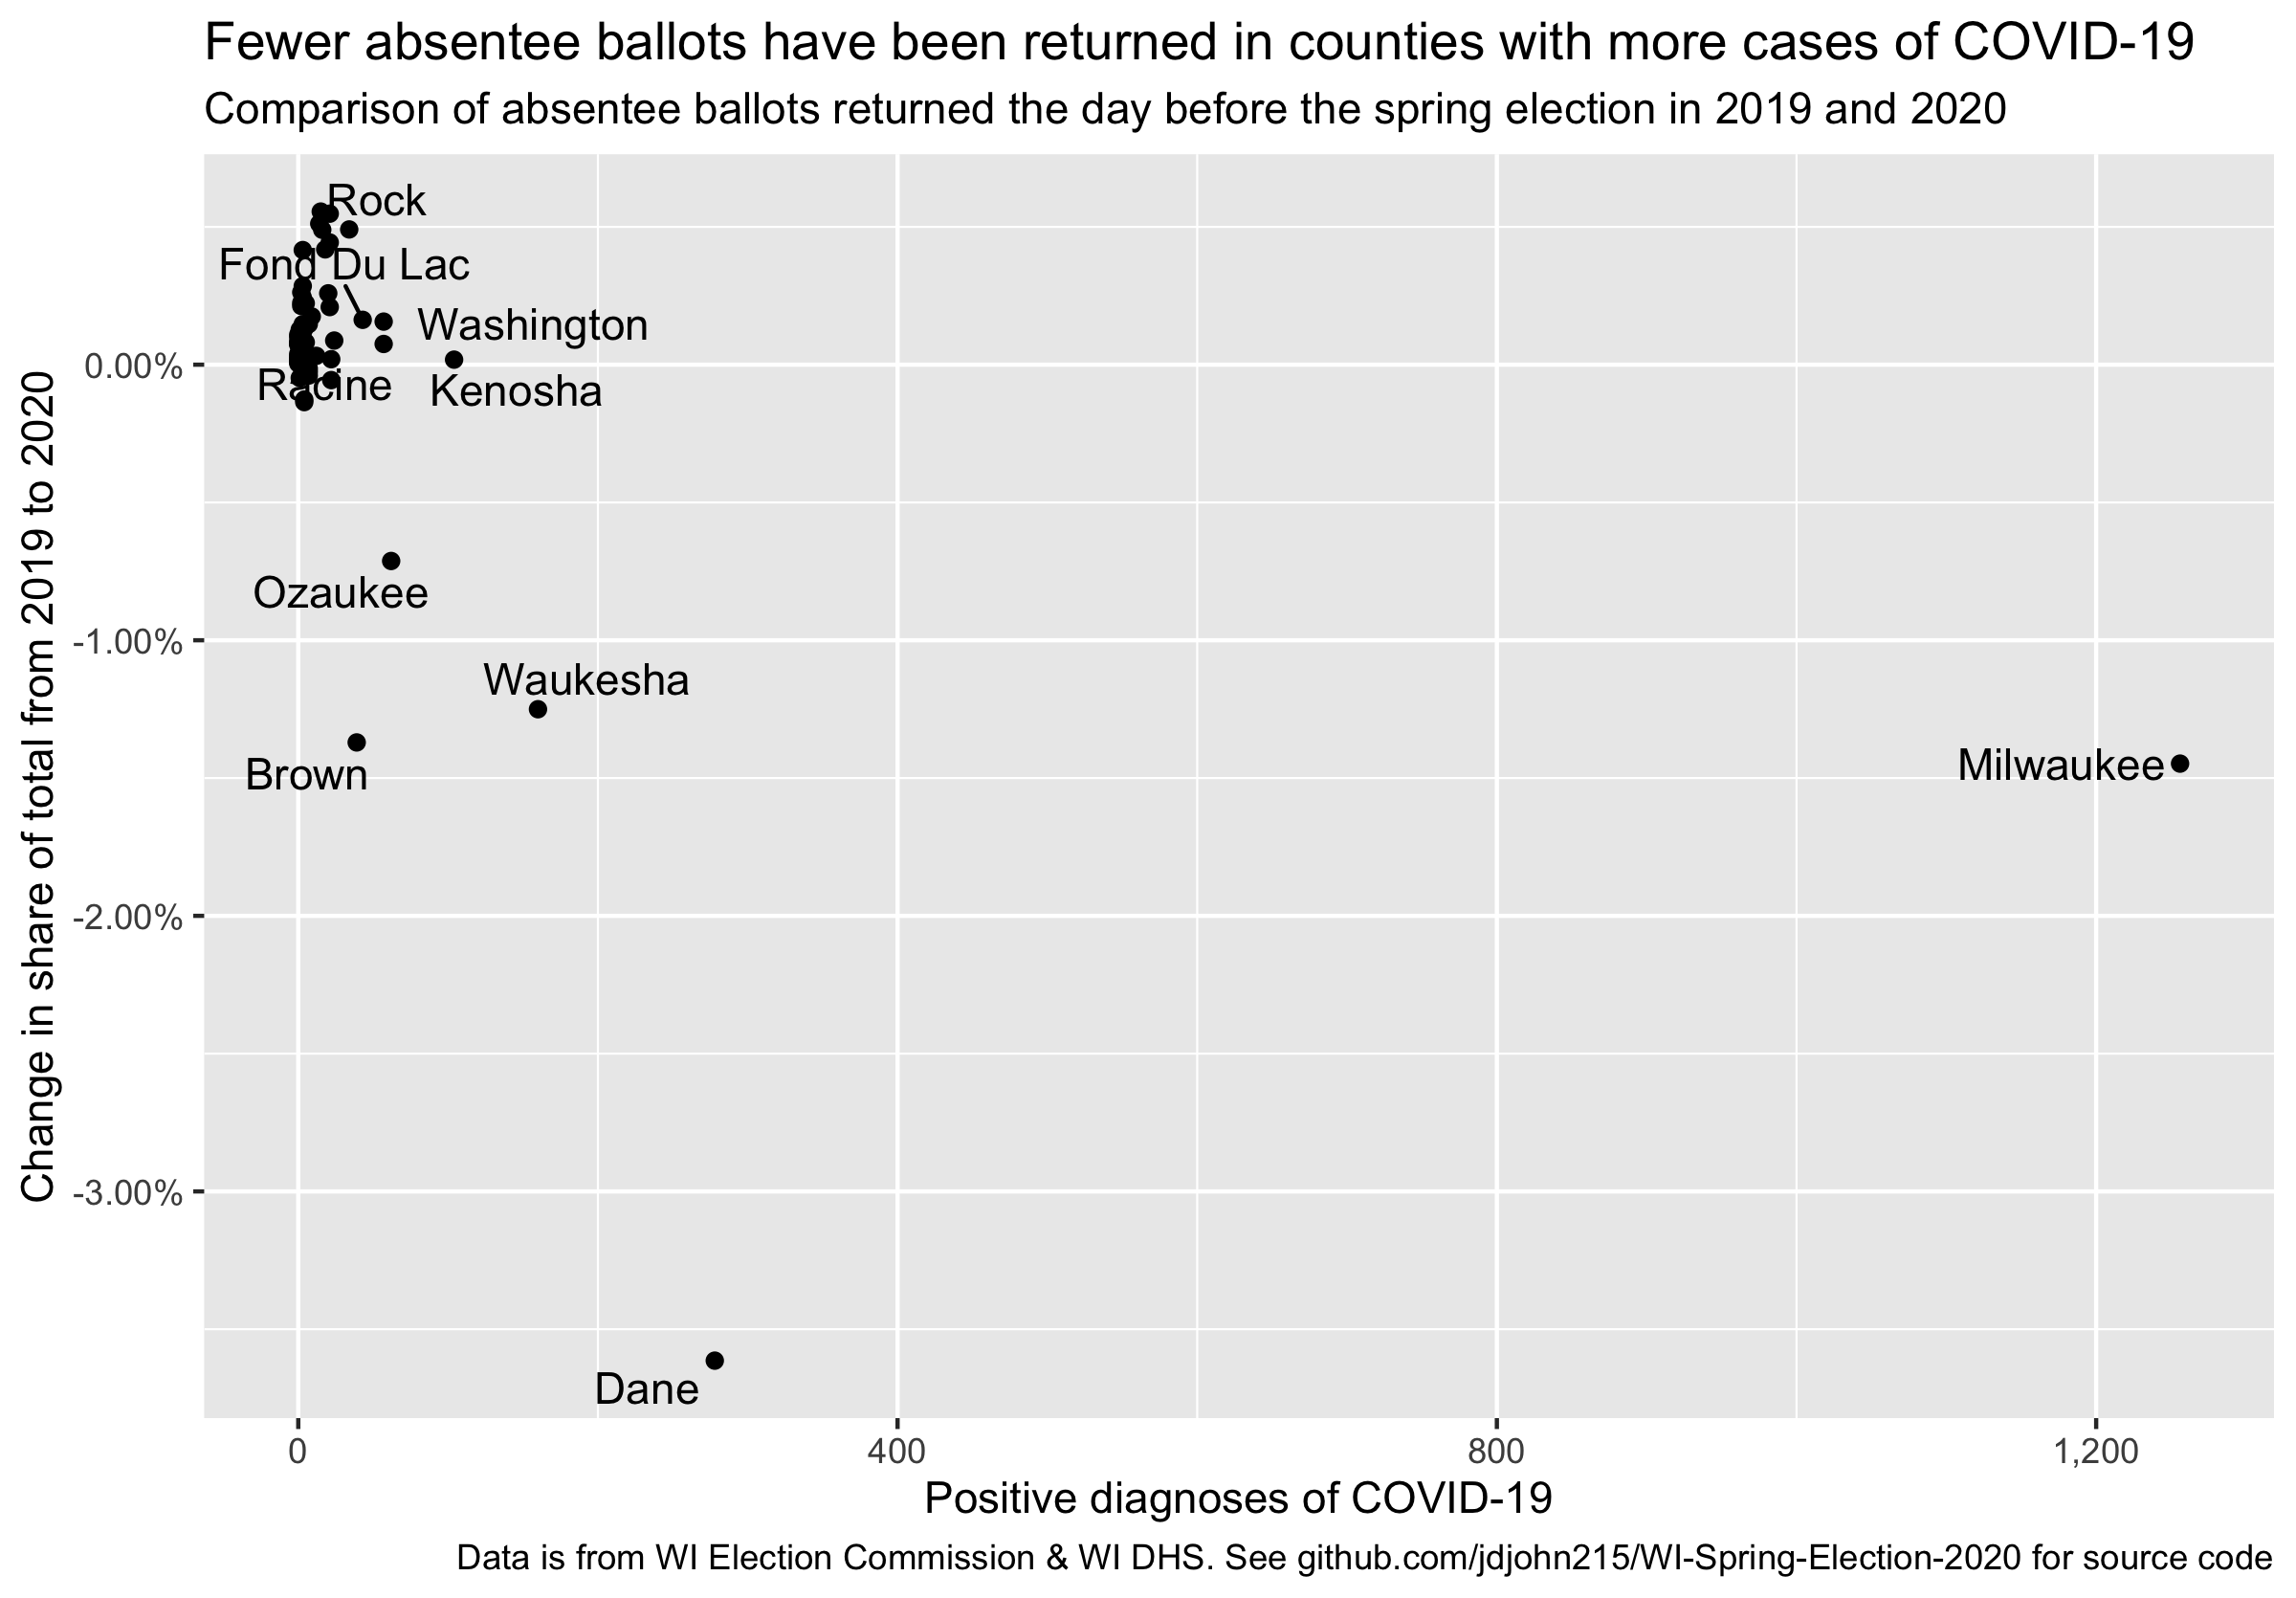 Fewer absentee ballots have been returned in counties with more cases of COVID-19
Comparison of absentee ballots returned the day before the spring election in 2019 and 2020
Change in share of total from 2019 to 2020
0.00%
-1.00%
-2.00%
-3.00%
Rock
Fond Du Lac
Washington
Racine
Kenosha
Ozaukee
Waukesha
Brown
Milwaukee
Dane
0
400
800
1,200
Positive diagnoses of COVID-19
Data is from WI Election Commission & WI DHS. See github.com/jdjohn215/WI-Spring-Election-2020 for source code